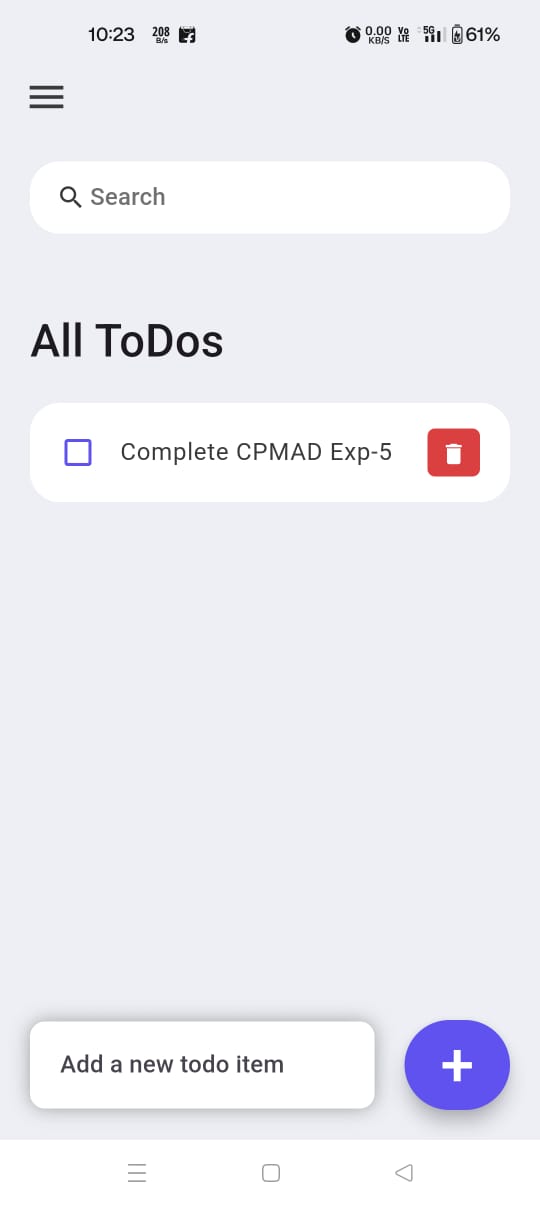 10:23 208 B/s 0.00 KB/S Vo LTE 5G 61%
Search
All ToDos
Complete CPMAD Exp-5
Add a new todo item